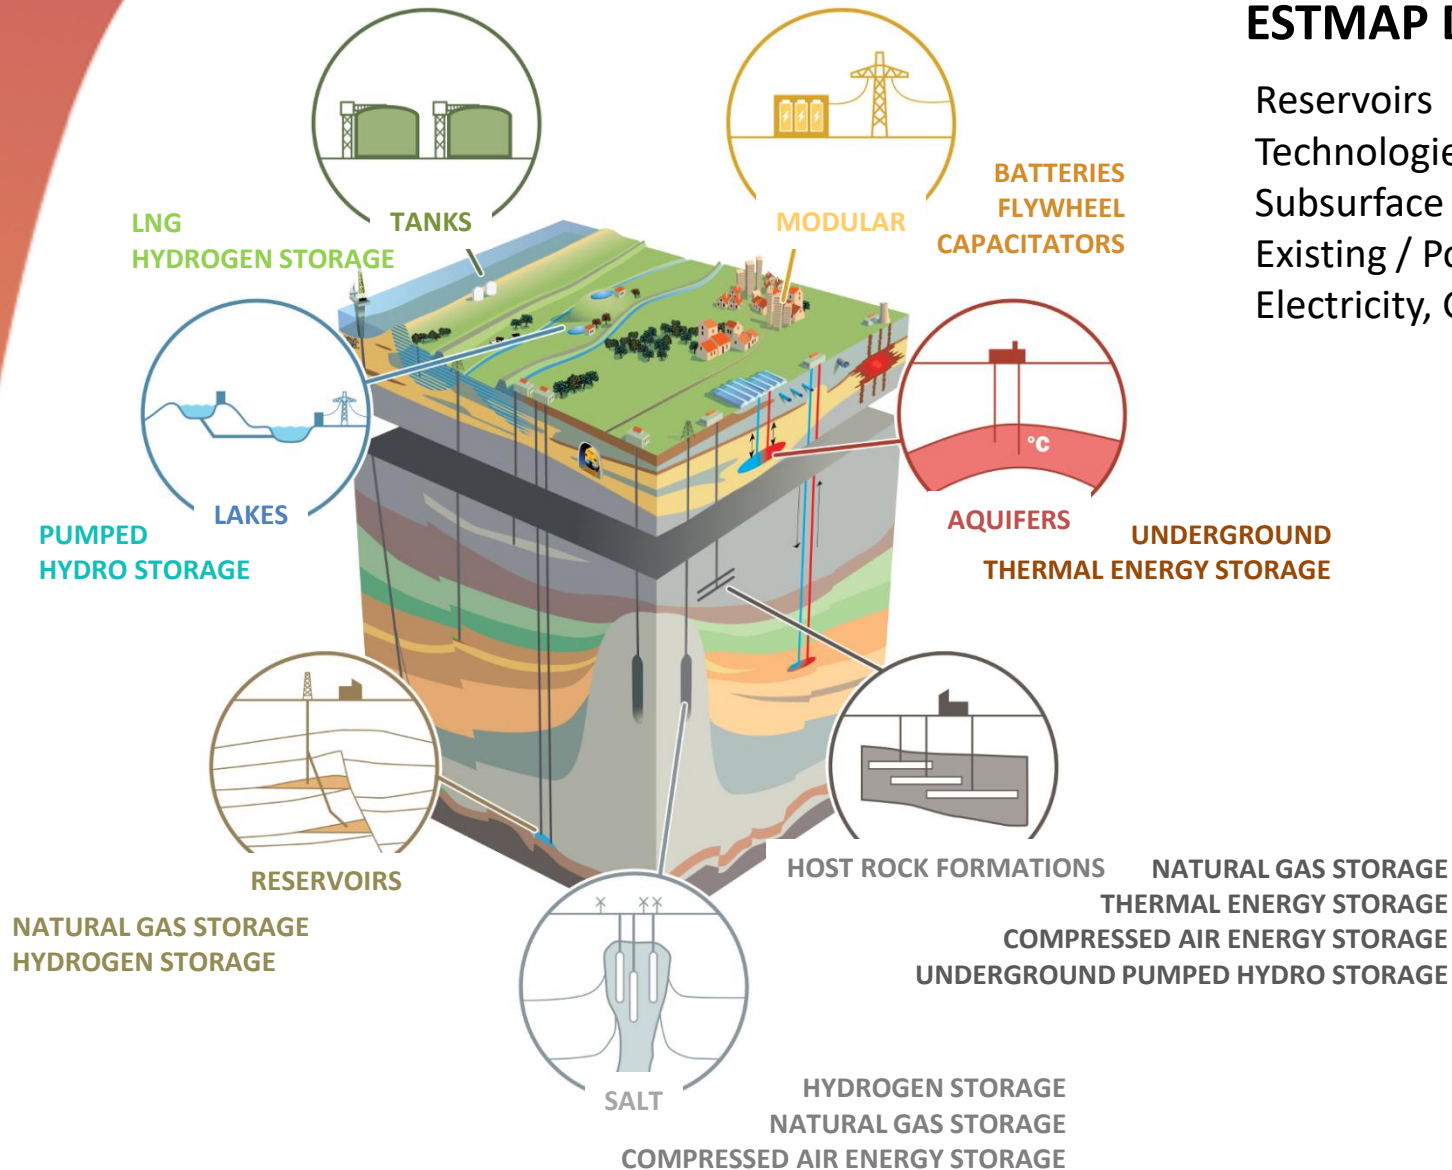 ESTMAP
Reservoirs
Subsurface
Existing /
Electricity,
TANKS
LNG
HYDROGEN STORAGE
MODULAR
BATTERIES
FLYWHEEL
CAPACITATORS
LAKES
PUMPED
HYDRO STORAGE
°C
AQUIFERS
UNDERGROUND
THERMAL ENERGY STORAGE
RESERVOIRS
NATURAL GAS STORAGE
HYDROGEN STORAGE
HOST ROCK FORMATIONS
NATURAL GAS STORAGE
THERMAL ENERGY STORAGE
COMPRESSED AIR ENERGY STORAGE
UNDERGROUND PUMPED HYDRO STORAGE
SALT
HYDROGEN STORAGE
NATURAL GAS STORAGE
COMPRESSED AIR ENERGY STORAGE